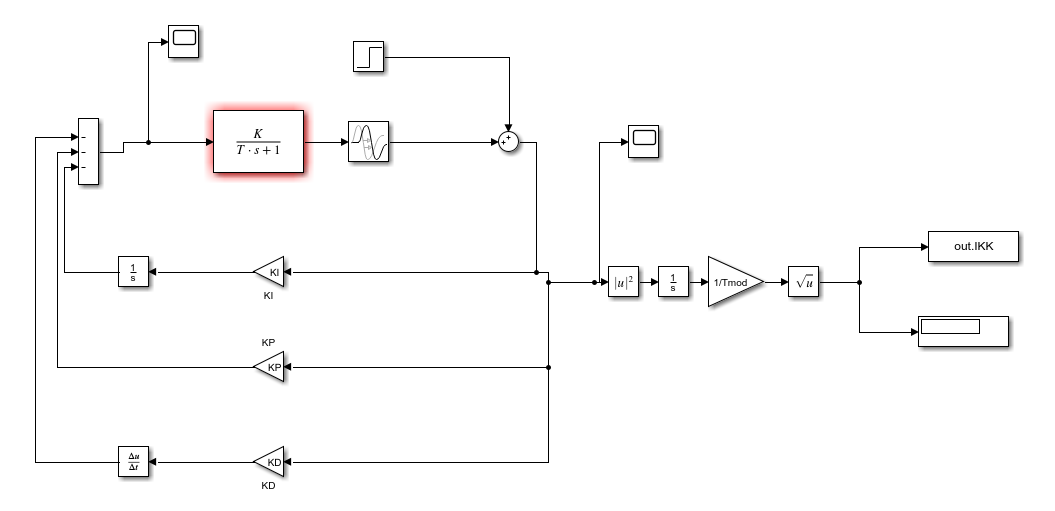 K
T · s + 1
1
s
KI
KI
|u|²
1
s
1/Tmod
√u
out.IKK
KP
KP
Δu
Δt
KD
KD